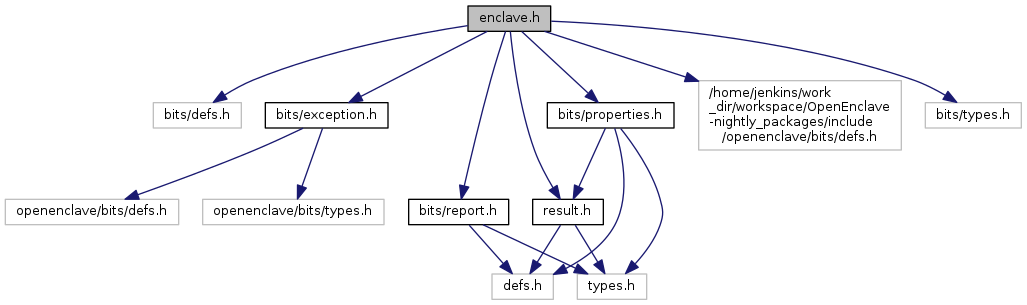 enclave.h
bits/defs.h
bits/exception.h
bits/properties.h
/home/jenkins/work
_dir/workspace/OpenEnclave
-nightly_packages/include
/openenclave/bits/defs.h
bits/types.h
openenclave/bits/defs.h
openenclave/bits/types.h
bits/report.h
result.h
defs.h
types.h